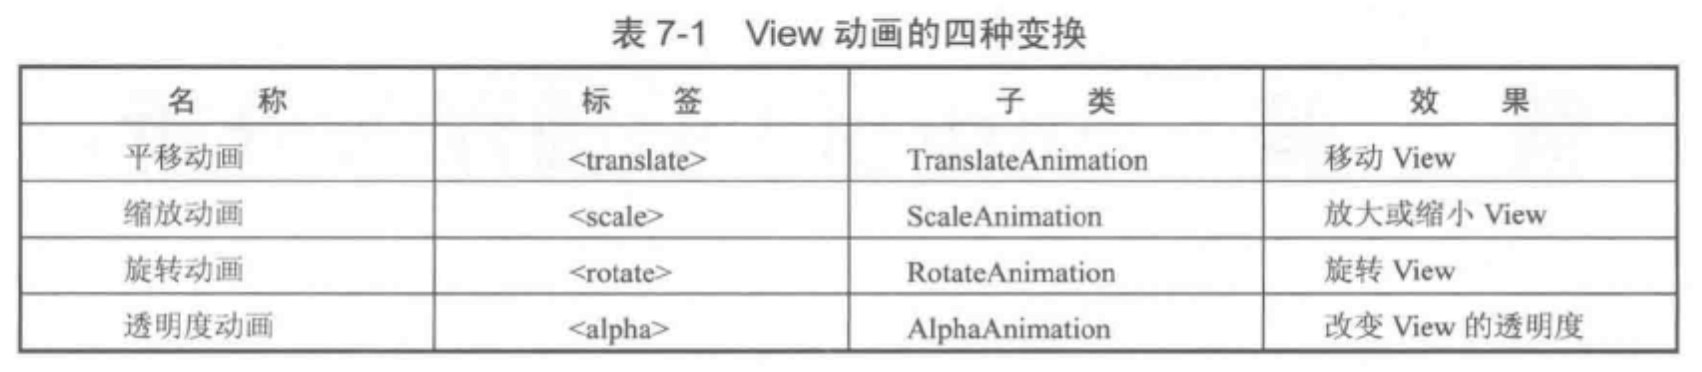 表 7-1 View 动画的四种变换
名 称 标 签 子 类 效 果
平移动画 <translate> TranslateAnimation 移动 View
缩放动画 <scale> ScaleAnimation 放大或缩小 View
旋转动画 <rotate> RotateAnimation 旋转 View
透明度动画 <alpha> AlphaAnimation 改变 View 的透明度